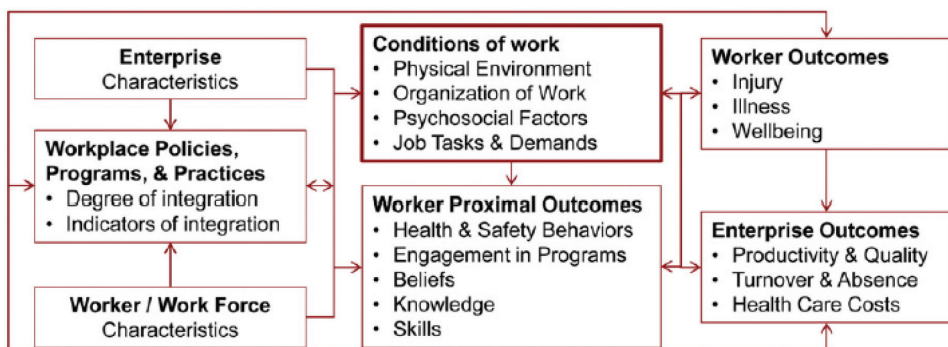 Enterprise
Characteristics
Workplace Policies,
Programs, & Practices
• Degree of integration
• Indicators of integration
Worker / Work Force
Characteristics
Conditions of work
• Physical Environment
• Organization of Work
• Psychosocial Factors
• Job Tasks & Demands
Worker Proximal Outcomes
• Health & Safety Behaviors
• Engagement in Programs
• Beliefs
• Knowledge
• Skills
Worker Outcomes
• Injury
• Illness
• Wellbeing
Enterprise Outcomes
• Productivity & Quality
• Turnover & Absence
• Health Care Costs